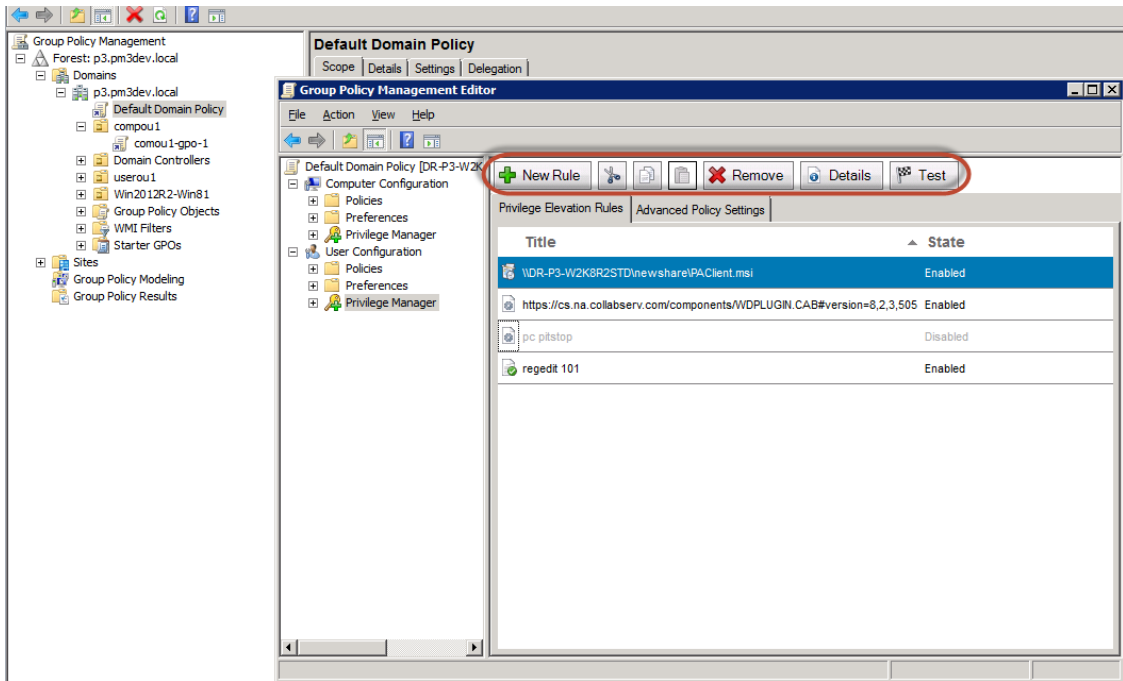 Group Policy Management
Forest: p3.pm3dev.local
Domains
p3.pm3dev.local
Default Domain Policy
compou1
comou1-gpo-1
Domain Controllers
userou1
Win2012R2-Win81
Group Policy Objects
WMI Filters
Starter GPOs
Sites
Group Policy Modeling
Group Policy Results
Default Domain Policy
Scope Details Settings Delegation
Group Policy Management Editor
File Action View Help
Default Domain Policy [DR-P3-W2K
Computer Configuration
Policies
Preferences
Privilege Manager
User Configuration
Policies
Preferences
Privilege Manager
New Rule Remove Details Test
Privilege Elevation Rules Advanced Policy Settings
Title State
\\DR-P3-W2K8R2STD\newshare\PAClient.msi Enabled
https://cs.na.collabserv.com/components/WDPLUGIN.CAB#version=8,2,3,505 Enabled
pc pitstop Disabled
regedit 101 Enabled